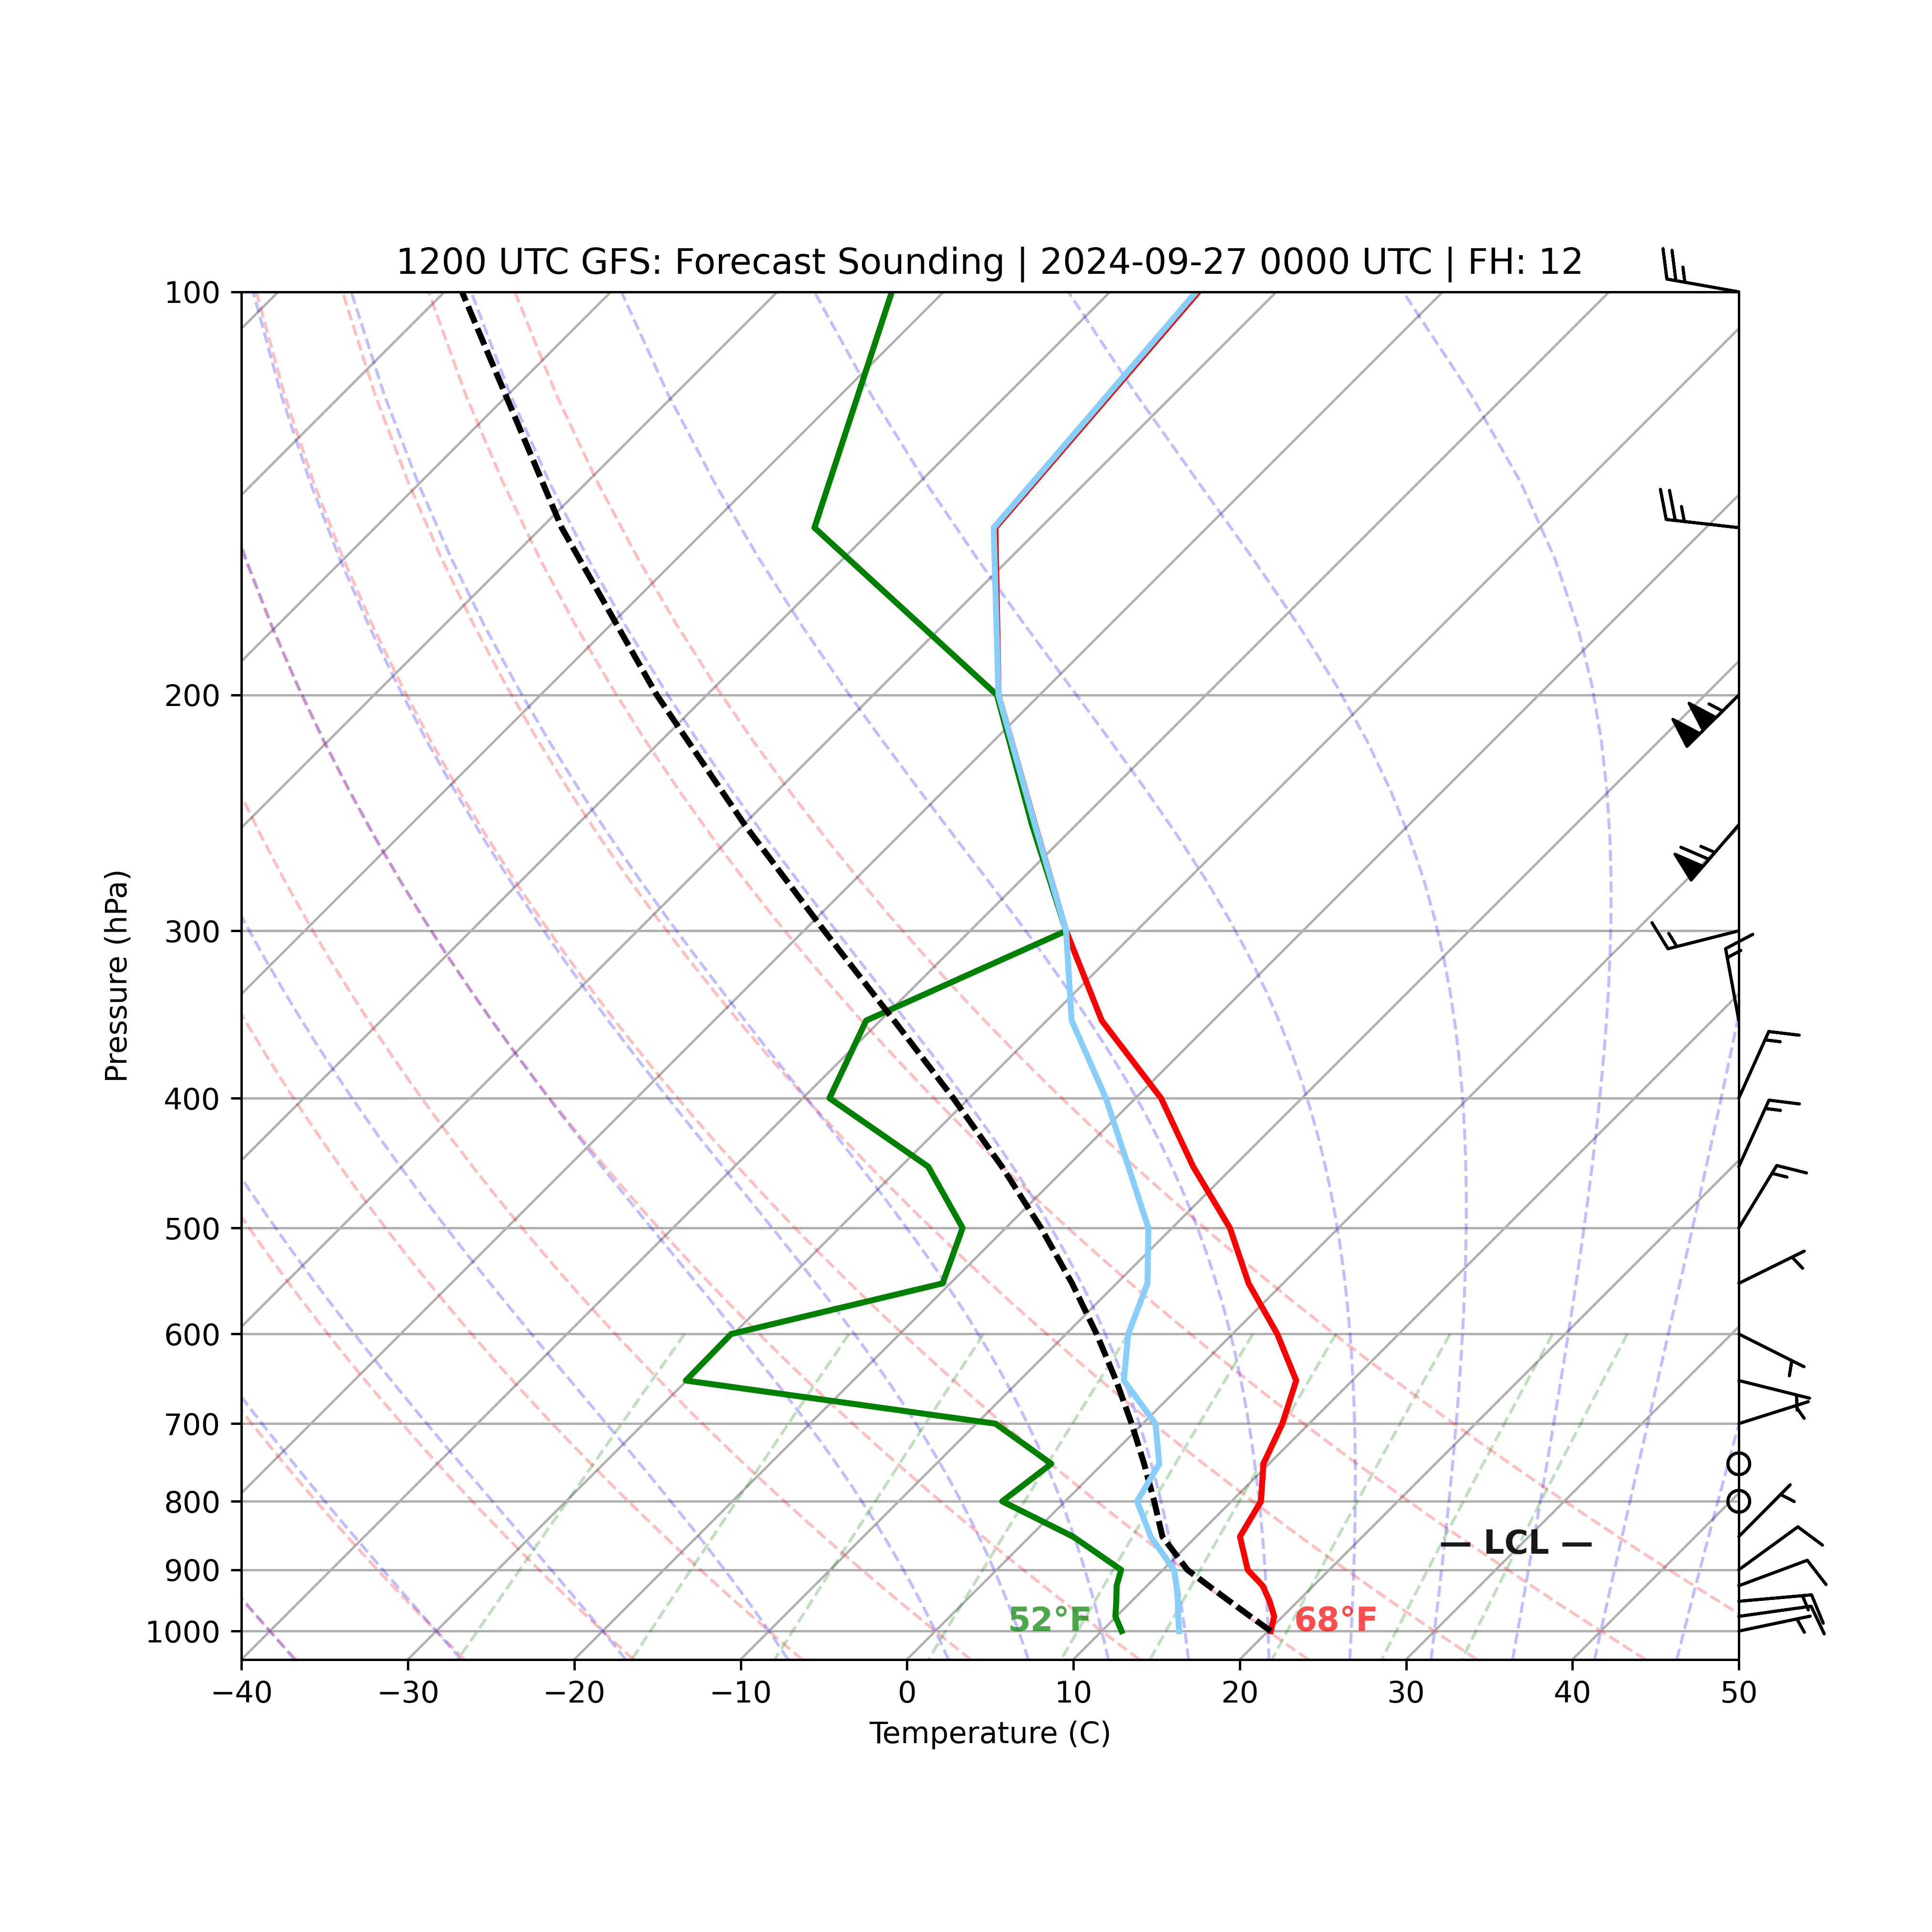 1200 UTC GFS: Forecast Sounding | 2024-09-27 0000 UTC | FH: 12
100
200
300
400
500
600
700
800
900
1000
Pressure (hPa)
— LCL —
52°F
68°F
−40 −30 −20 −10 0 10 20 30 40 50
Temperature (C)